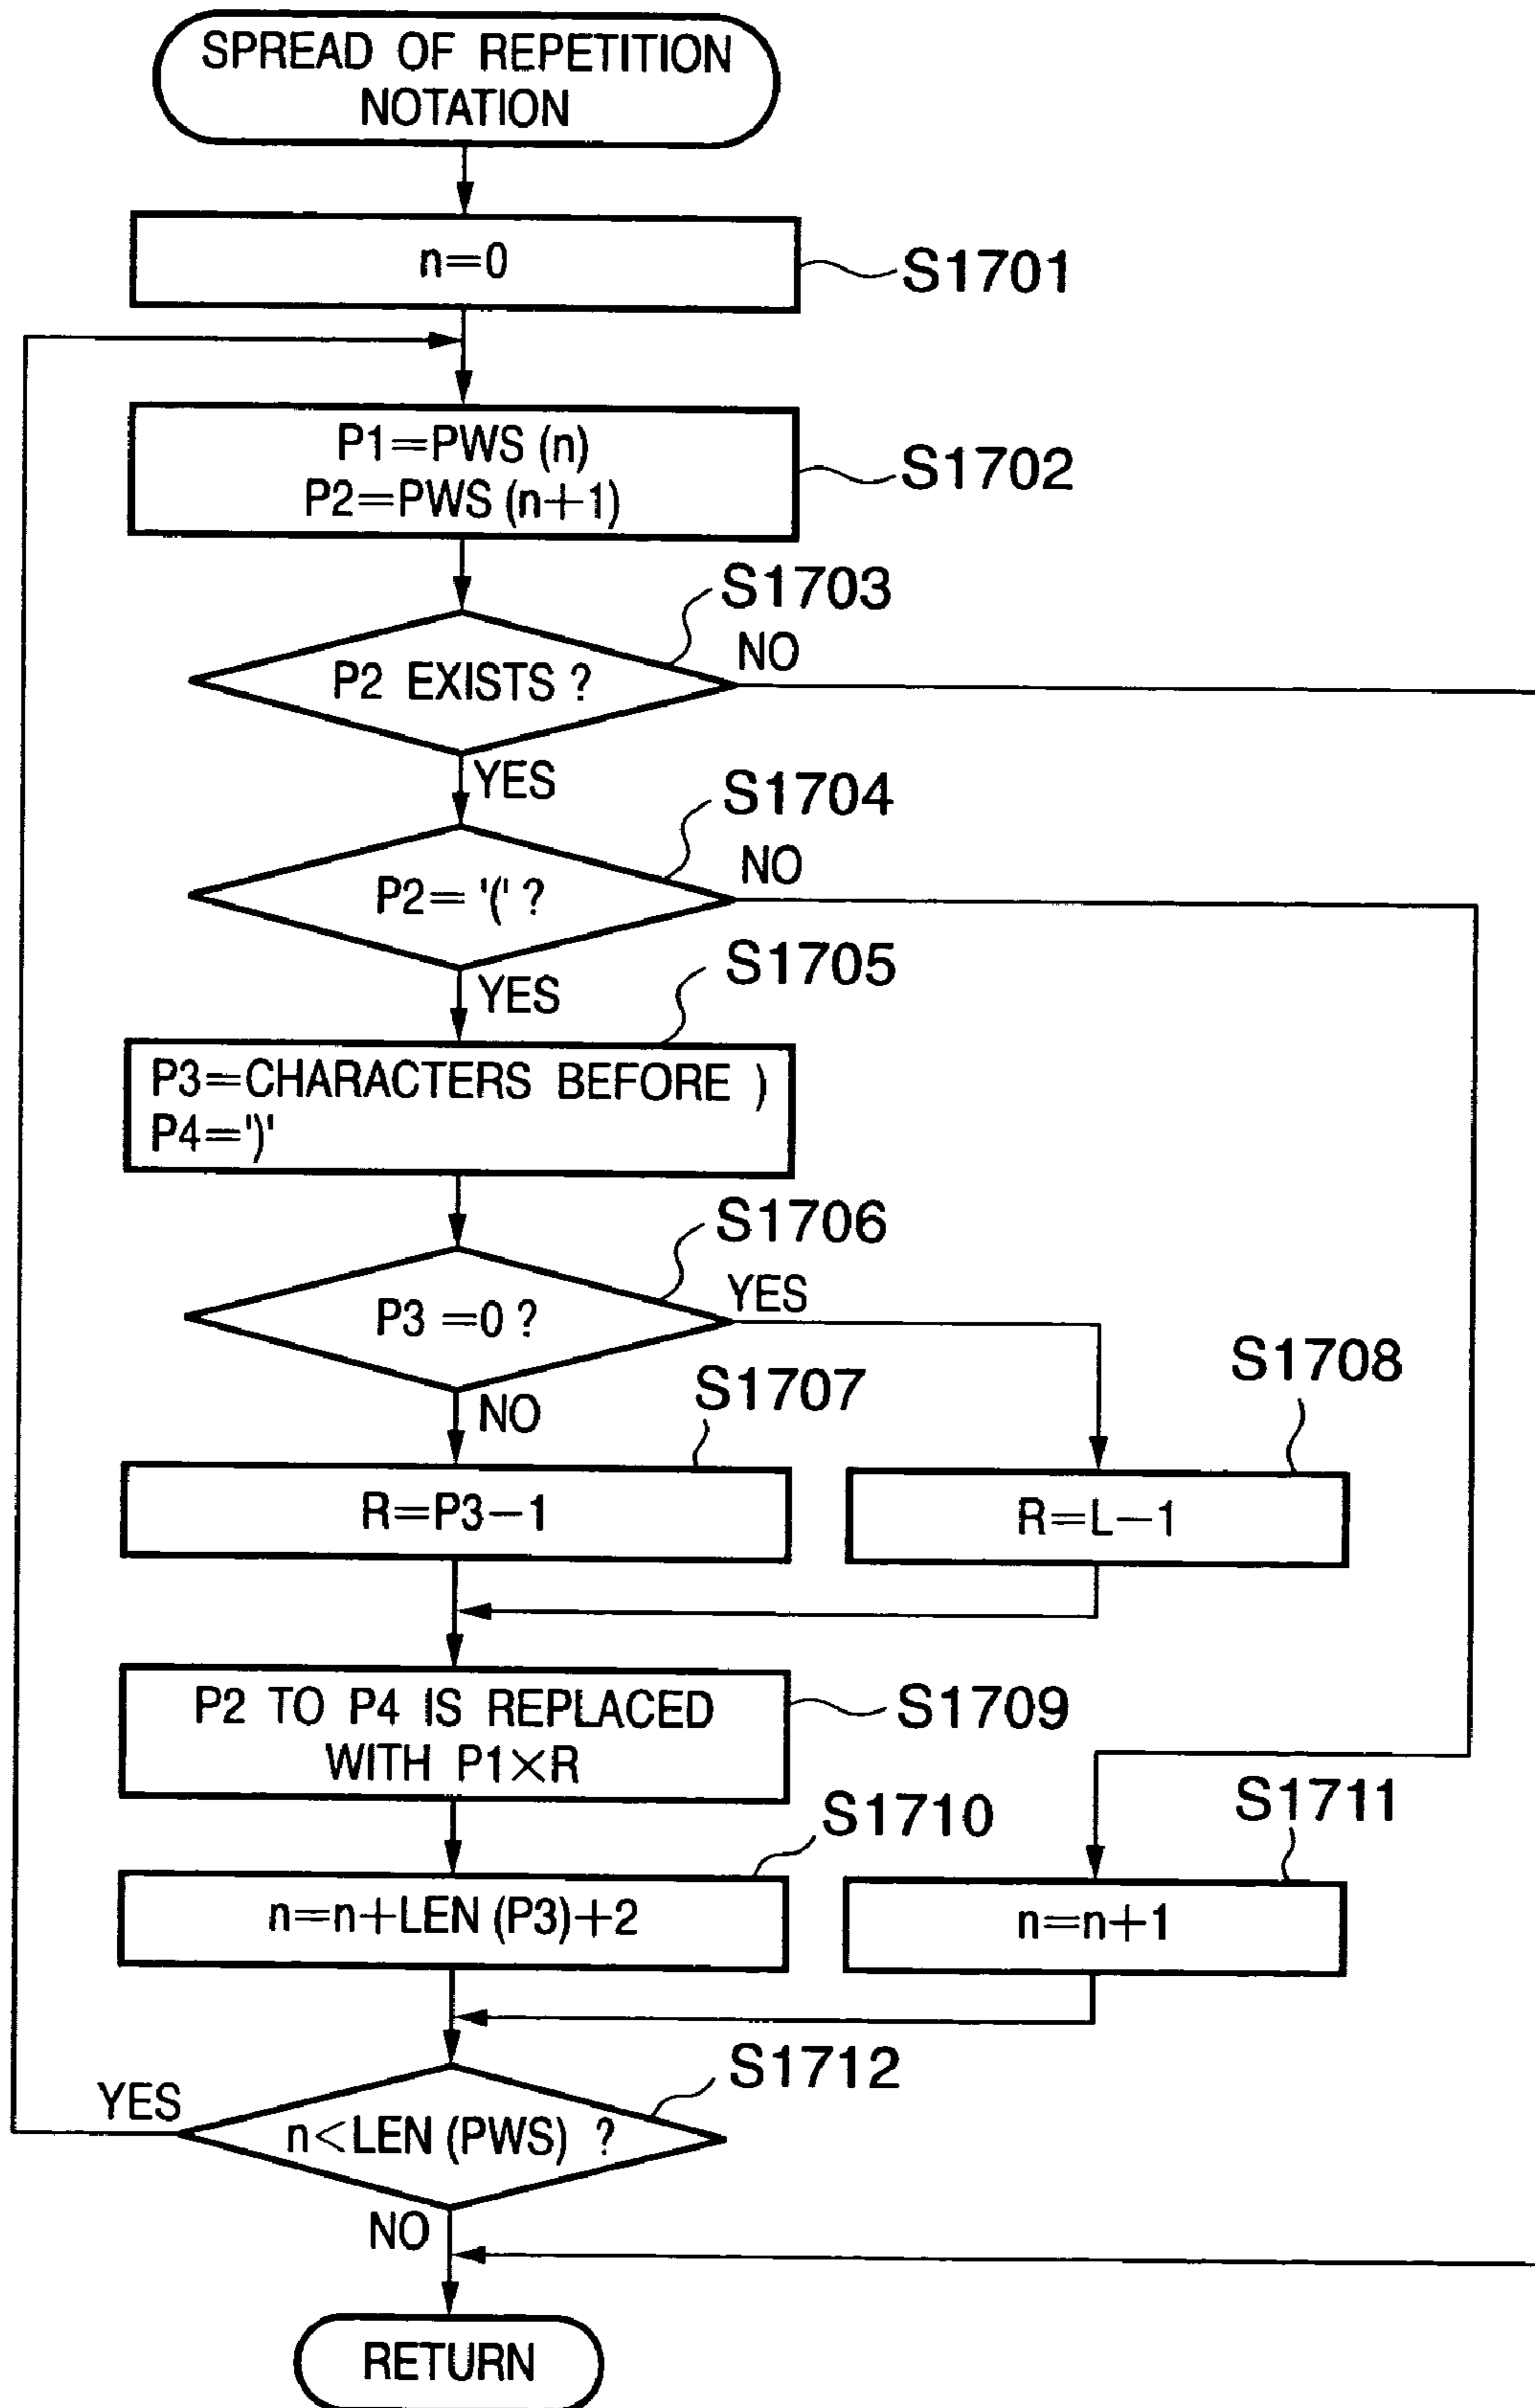 SPREAD OF REPETITION
NOTATION
n=0
S1701
P1=PWS (n)
P2=PWS (n+1)
S1702
S1703
P2 EXISTS ?
NO
YES
S1704
P2= '(' ?
NO
YES
S1705
P3=CHARACTERS BEFORE )
P4=')'
S1706
P3 =0 ?
YES
NO
S1707
S1708
R=P3−1
R=L−1
P2 TO P4 IS REPLACED
WITH P1×R
S1709
S1710
S1711
n=n+LEN (P3)+2
n=n+1
S1712
YES
n<LEN (PWS) ?
NO
RETURN